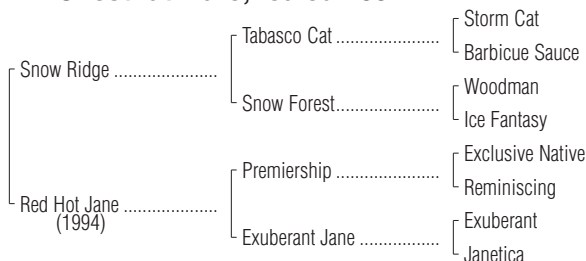 Tabasco Cat
Storm Cat
Barbicue Sauce
Snow Ridge
Snow Forest
Woodman
Ice Fantasy
Red Hot Jane
(1994)
Premiership
Exclusive Native
Reminiscing
Exuberant Jane
Exuberant
Janetica